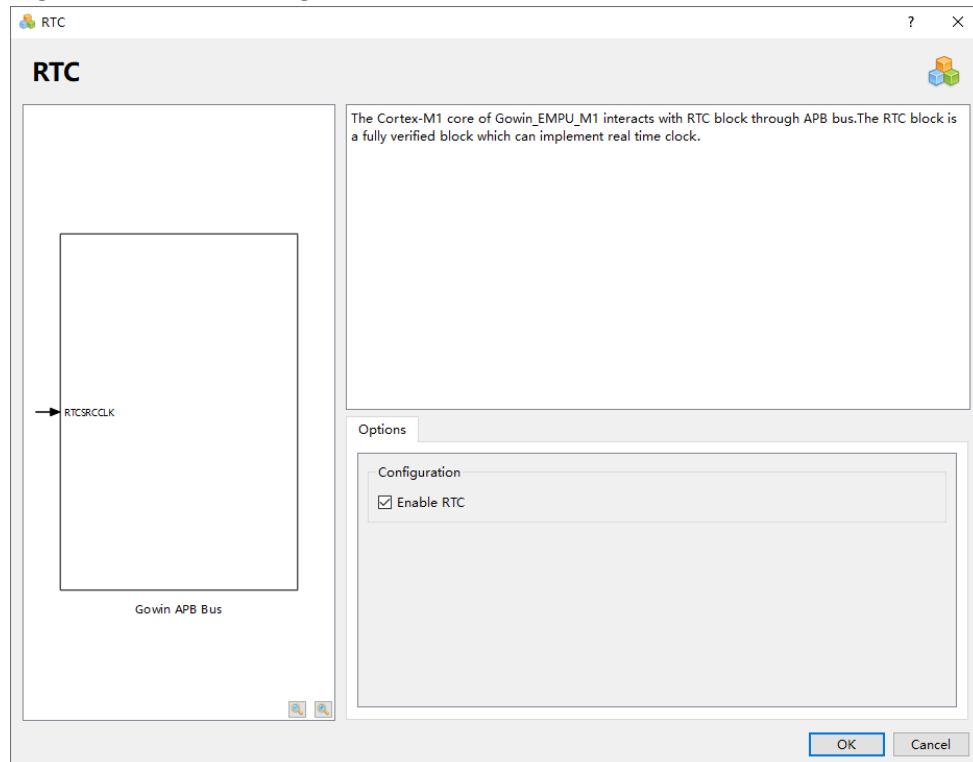 RTC
? ×
RTC
The Cortex-M1 core of Gowin_EMPU_M1 interacts with RTC block through APB bus.The RTC block is
a fully verified block which can implement real time clock.
RTCSRCCLK
Gowin APB Bus
Options
Configuration
Enable RTC
OK Cancel